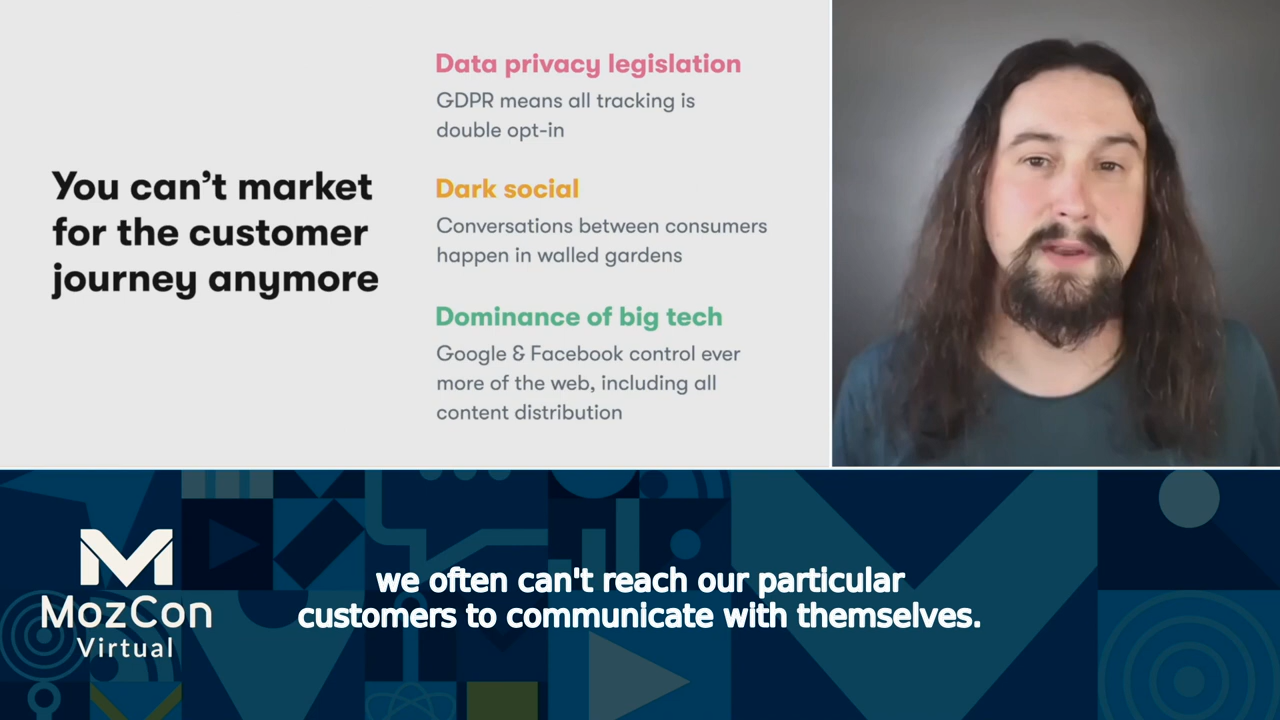 You can't market
for the customer
journey anymore
Data privacy legislation
GDPR means all tracking is
double opt-in
Dark social
Conversations between consumers
happen in walled gardens
Dominance of big tech
Google & Facebook control ever
more of the web, including all
content distribution
MozCon
Virtual
we often can't reach our particular
customers to communicate with themselves.